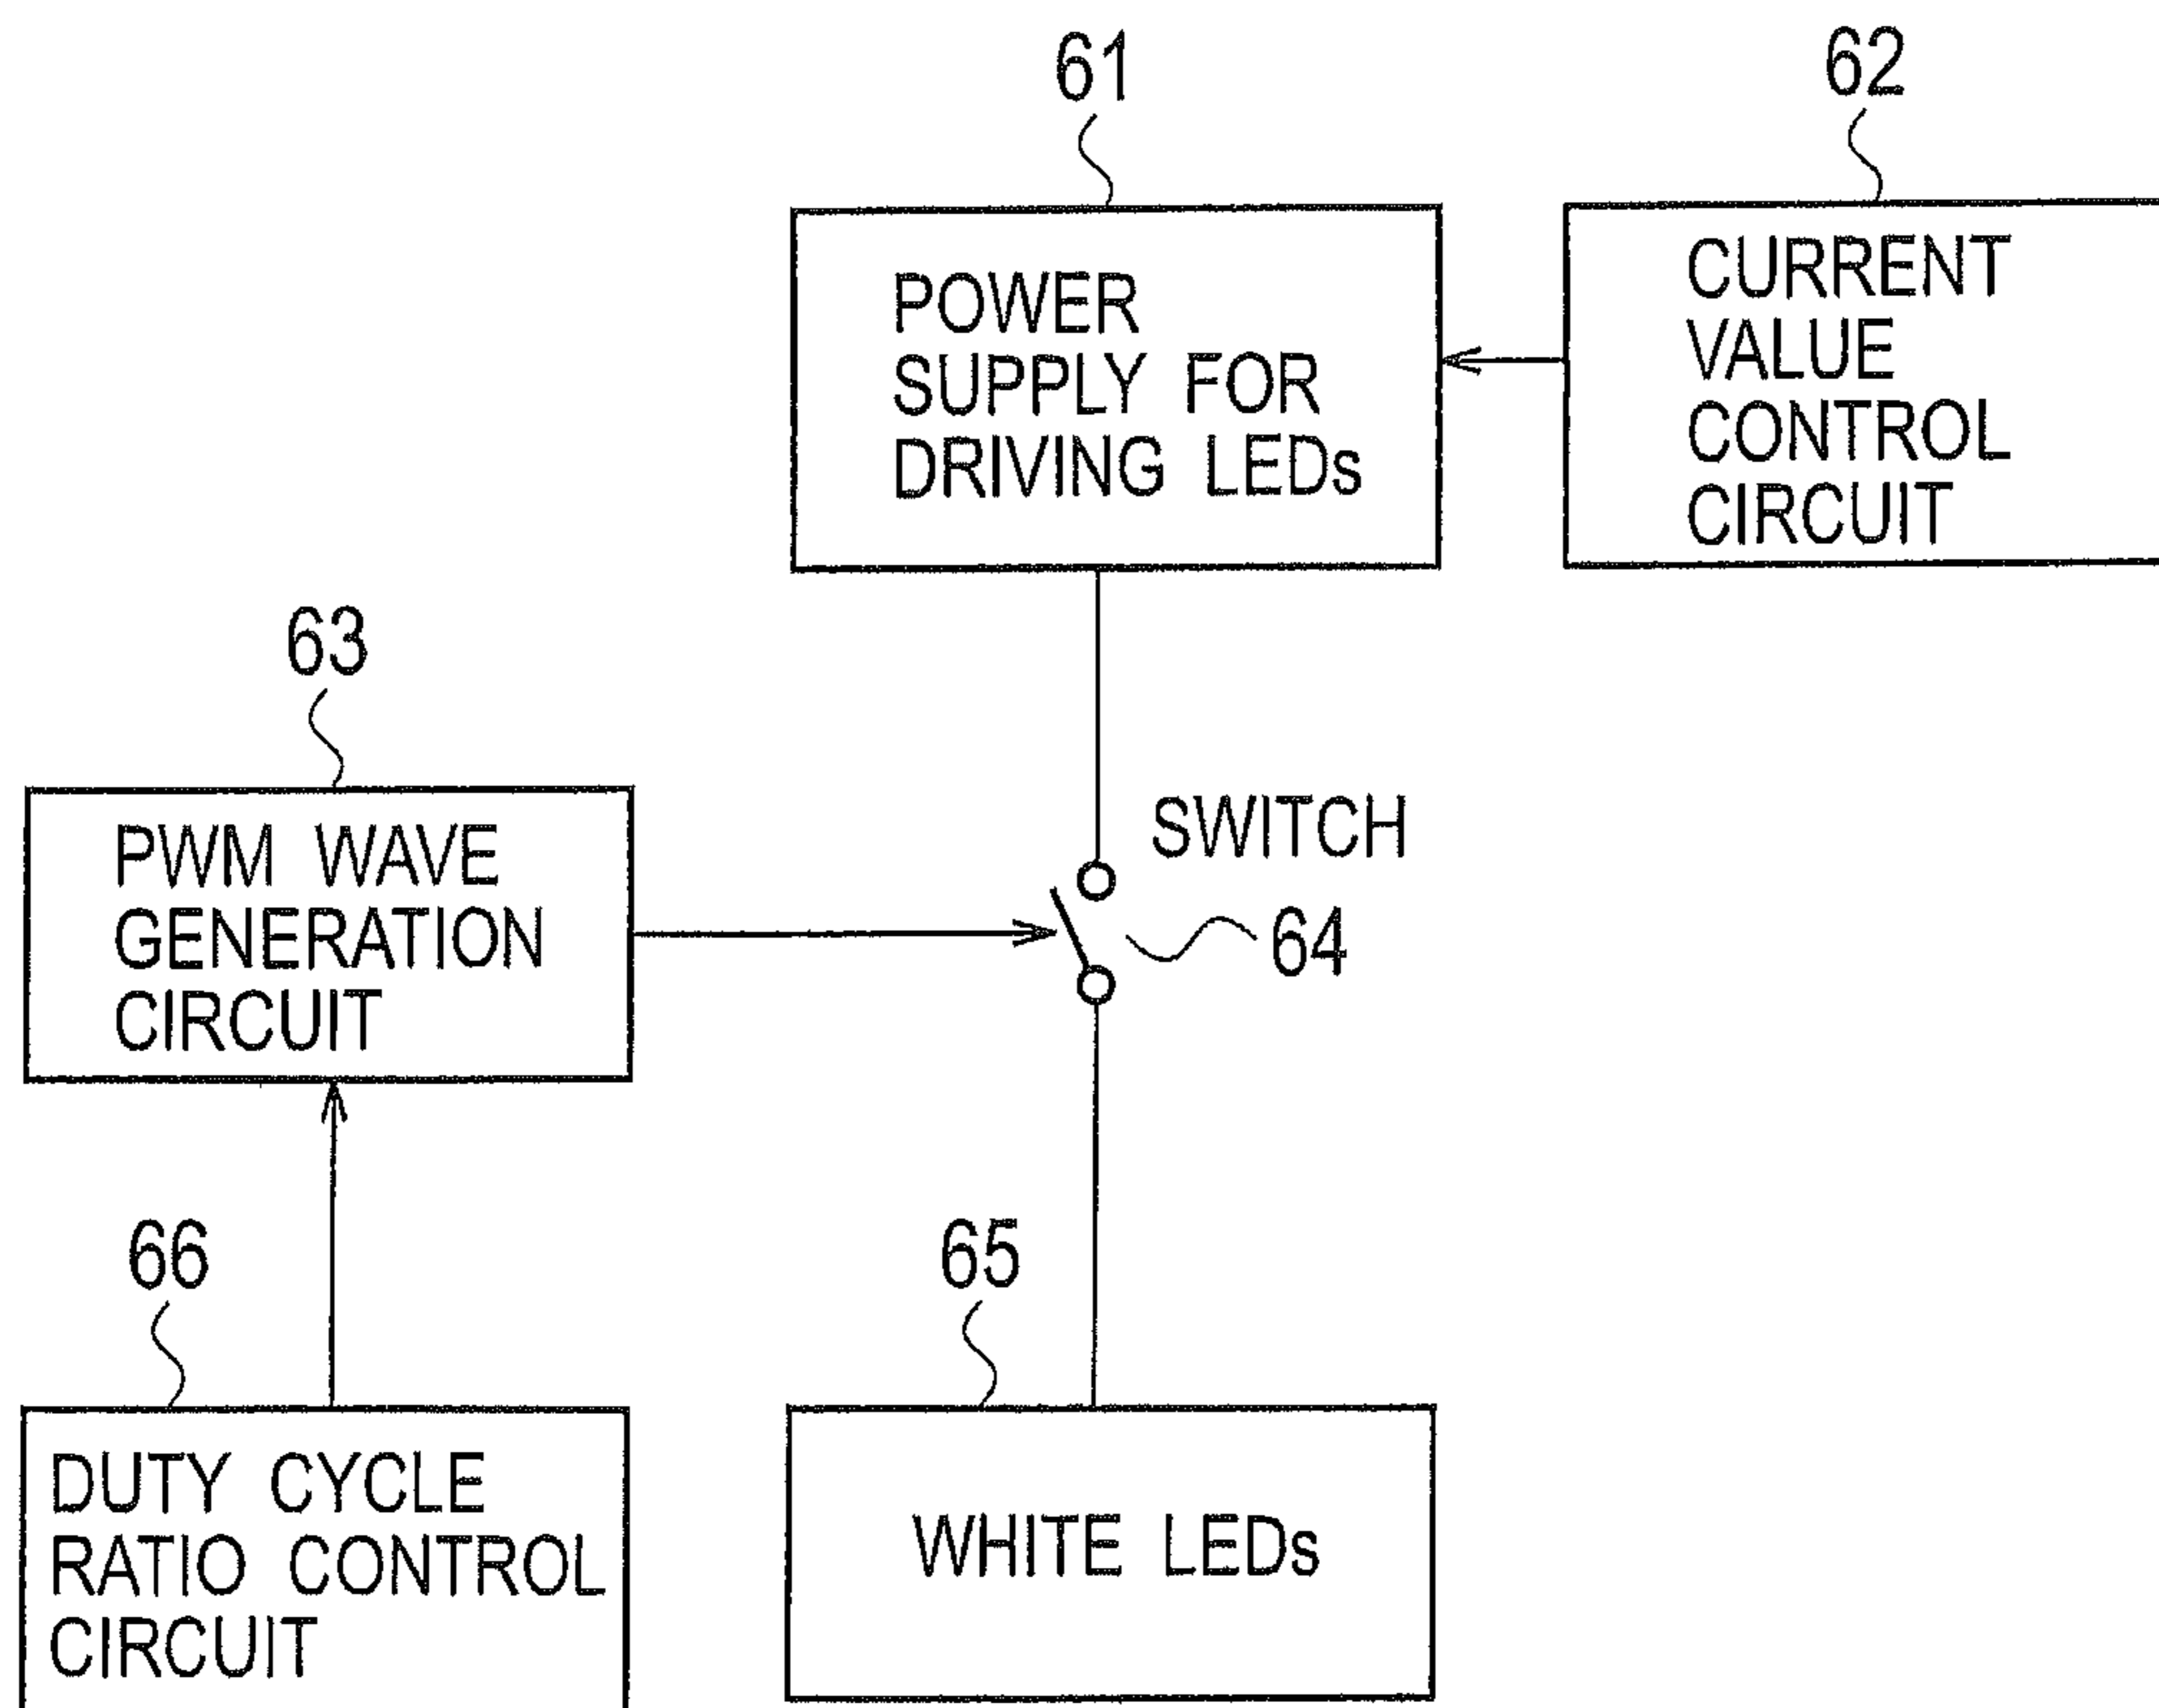 61
62
POWER
SUPPLY FOR
DRIVING LEDs
CURRENT
VALUE
CONTROL
CIRCUIT
63
PWM WAVE
GENERATION
CIRCUIT
SWITCH
64
66
65
DUTY CYCLE
RATIO CONTROL
CIRCUIT
WHITE LEDs